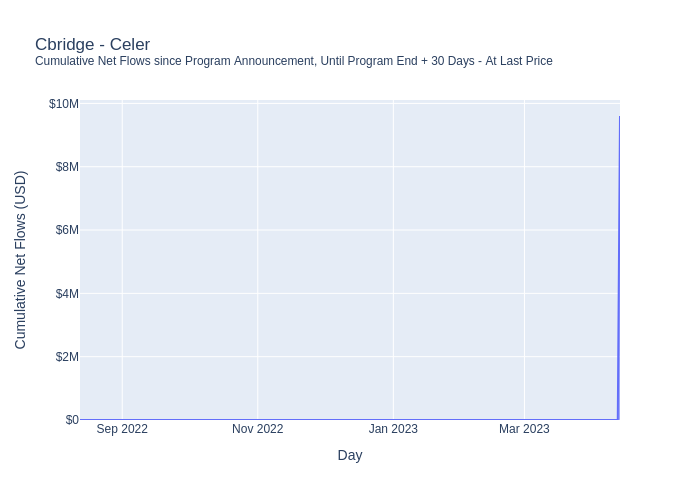 Cbridge - Celer
Cumulative Net Flows since Program Announcement, Until Program End + 30 Days - At Last Price
$10M
$8M
$6M
$4M
$2M
$0
Cumulative Net Flows (USD)
Sep 2022
Nov 2022
Jan 2023
Mar 2023
Day